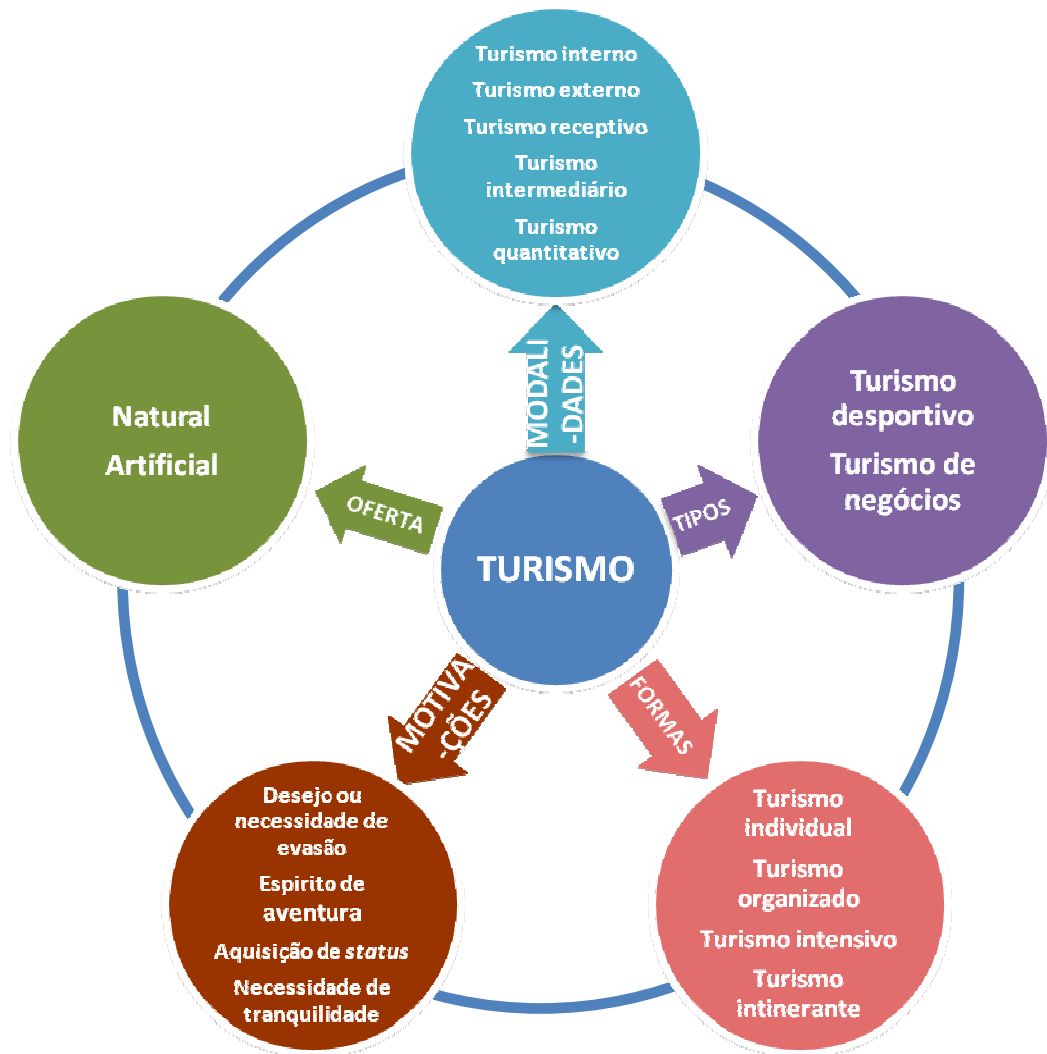 Turismo interno
Turismo externo
Turismo receptivo
Turismo
intermediário
Turismo
quantitativo
MODALI
-DADES
Natural
Artificial
OFERTA
Turismo
desportivo
Turismo de
negócios
TIPOS
TURISMO
MOTIVA
-ÇÕES
FORMAS
Desejo ou
necessidade de
evasão
Espirito de
aventura
Aquisição de status
Necessidade de
tranquilidade
Turismo
individual
Turismo
organizado
Turismo intensivo
Turismo
intinerante